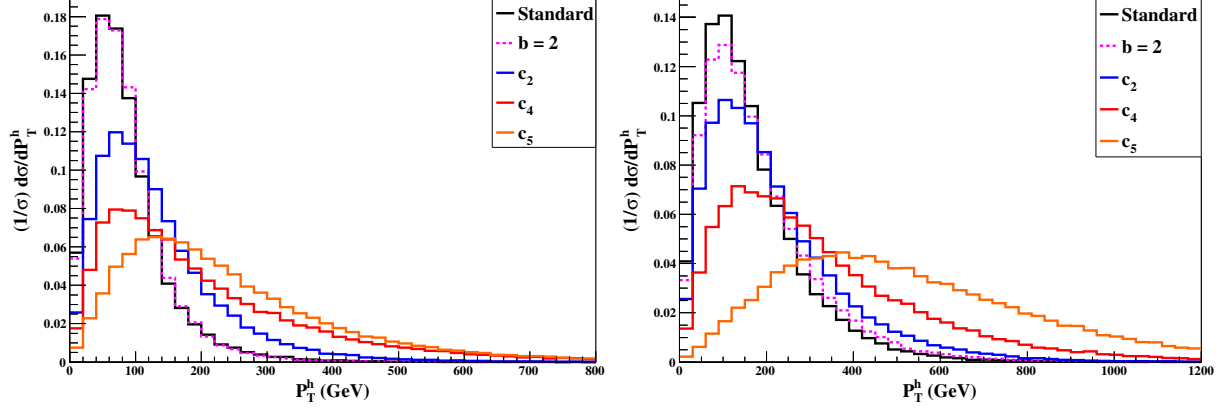 0.18
0.16
0.14
0.12
0.1
0.08
0.06
0.04
0.02
0
(1/σ) dσ/dP_T^h
0 100 200 300 400 500 600 700 800
P_T^h (GeV)
Standard
b = 2
c_2
c_4
c_5
0.14
0.12
0.1
0.08
0.06
0.04
0.02
0
(1/σ) dσ/dP_T^h
0 200 400 600 800 1000 1200
P_T^h (GeV)
Standard
b = 2
c_2
c_4
c_5